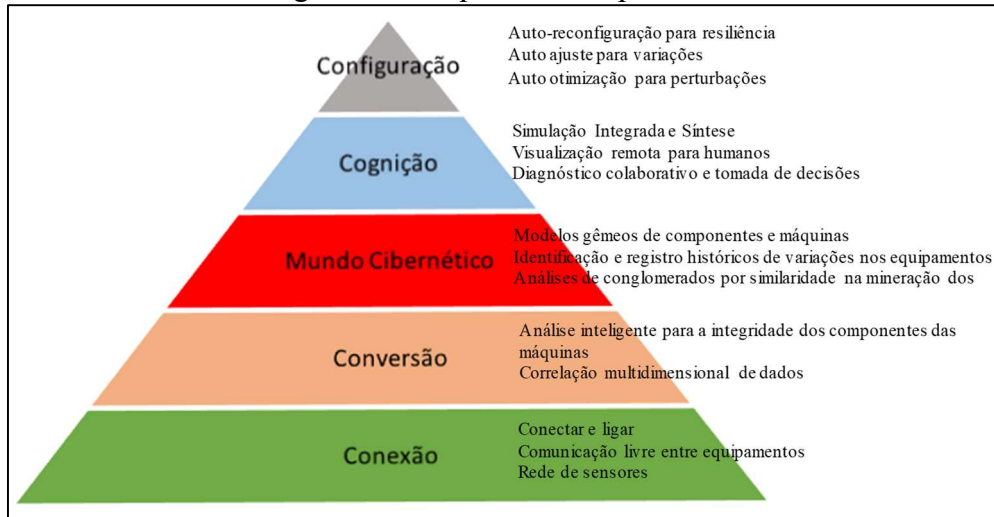 Configuração
Auto-reconfiguração para resiliência
Auto ajuste para variações
Auto otimização para perturbações
Cognição
Simulação Integrada e Síntese
Visualização remota para humanos
Diagnóstico colaborativo e tomada de decisões
Mundo Cibernético
Modelos gêmeos de componentes e máquinas
Identificação e registro históricos de variações nos equipamentos
Análises de conglomerados por similaridade na mineração dos
Conversão
Análise inteligente para a integridade dos componentes das
máquinas
Correlação multidimensional de dados
Conexão
Conectar e ligar
Comunicação livre entre equipamentos
Rede de sensores